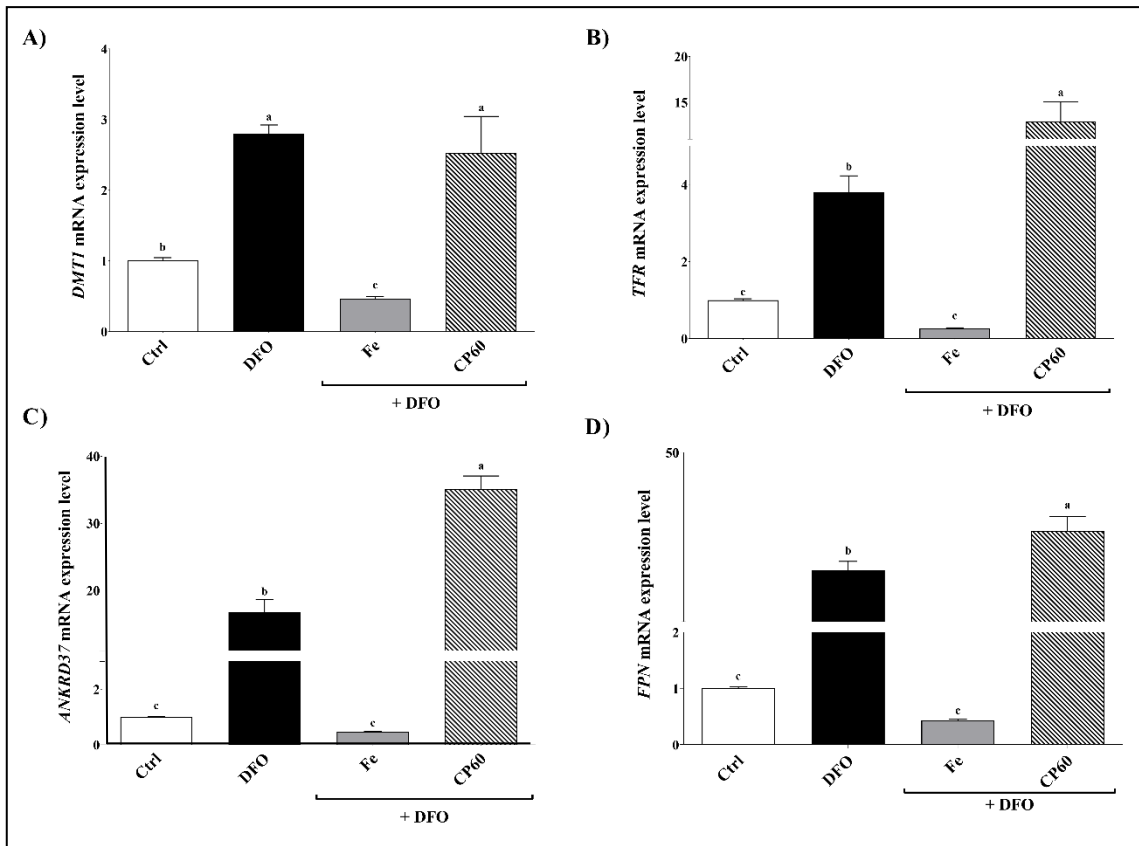 A)
DMT1 mRNA expression level
4
3
2
1
0
b
a
c
a
Ctrl
DFO
Fe
CP60
+ DFO
B)
TFR mRNA expression level
20
15
4
2
0
c
b
c
a
Ctrl
DFO
Fe
CP60
+ DFO
C)
ANKRD37 mRNA expression level
40
30
20
2
0
c
b
c
a
Ctrl
DFO
Fe
CP60
+ DFO
D)
FPN mRNA expression level
50
2
1
0
c
b
c
a
Ctrl
DFO
Fe
CP60
+ DFO